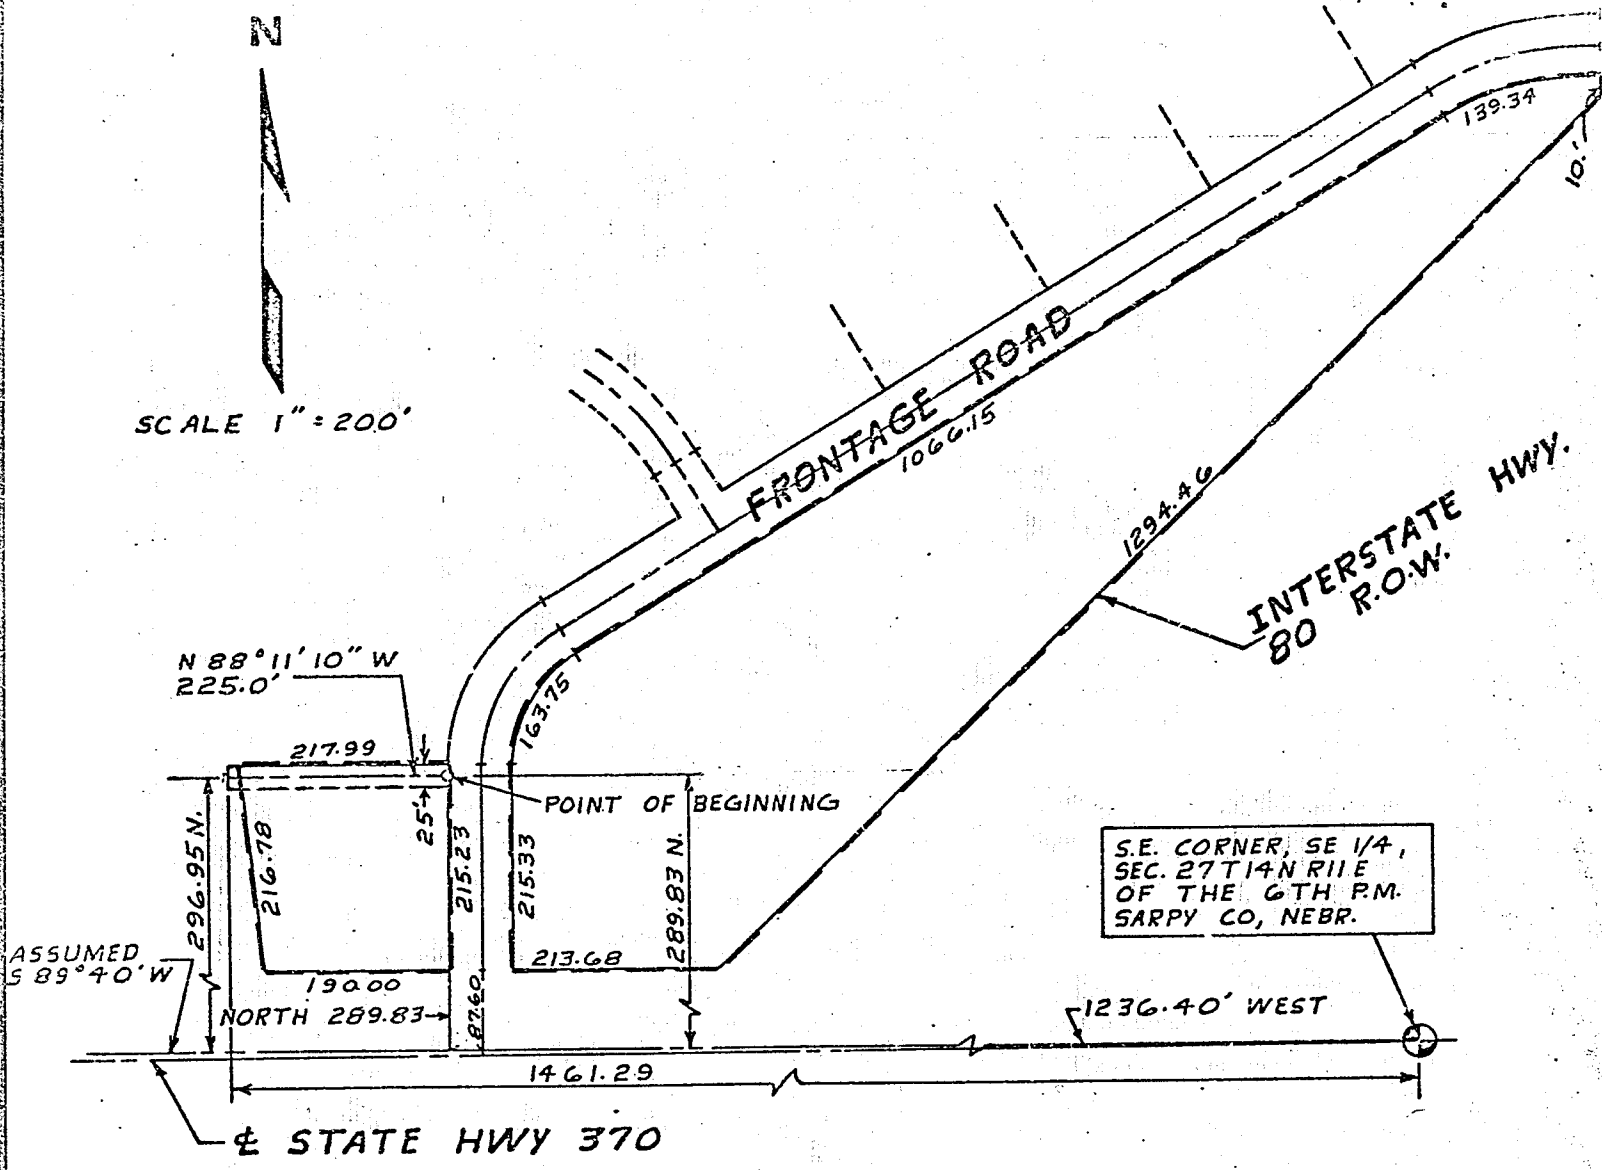 N
SCALE 1" = 200'
139.34
10.'
FRONTAGE ROAD
1066.15
1294.46
INTERSTATE HWY.
80 R.O.W.
N 88°11'10" W
225.0'
163.75
217.99
25'
POINT OF BEGINNING
296.95 N.
216.78
215.23
215.33
289.83 N.
S.E. CORNER, SE 1/4,
SEC. 27 T14N R11E
OF THE 6TH P.M.
SARPY CO, NEBR.
ASSUMED
S 89°40' W
190.00
213.68
NORTH 289.83
87.60
1236.40' WEST
1461.29
℄ STATE HWY 370